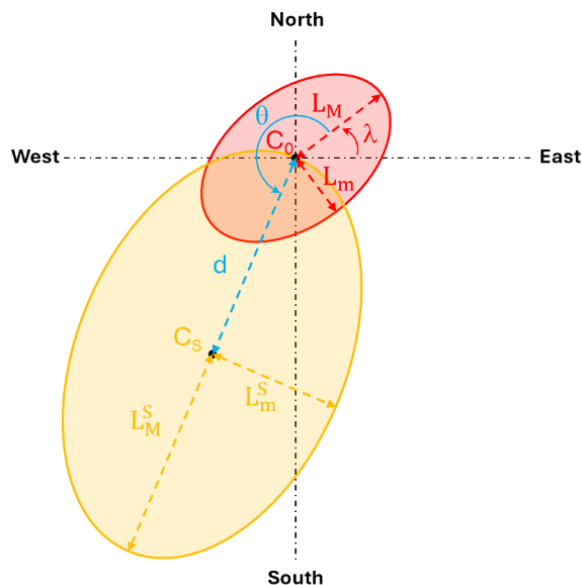 North
θ
L_M
λ
C_0
West
East
L_m
d
C_S
L_m^S
L_M^S
South